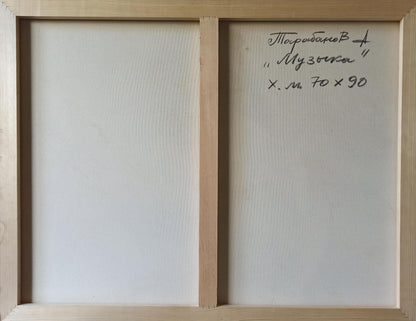 Тарабанов А
„Музыка"
х.м. 70 х 90